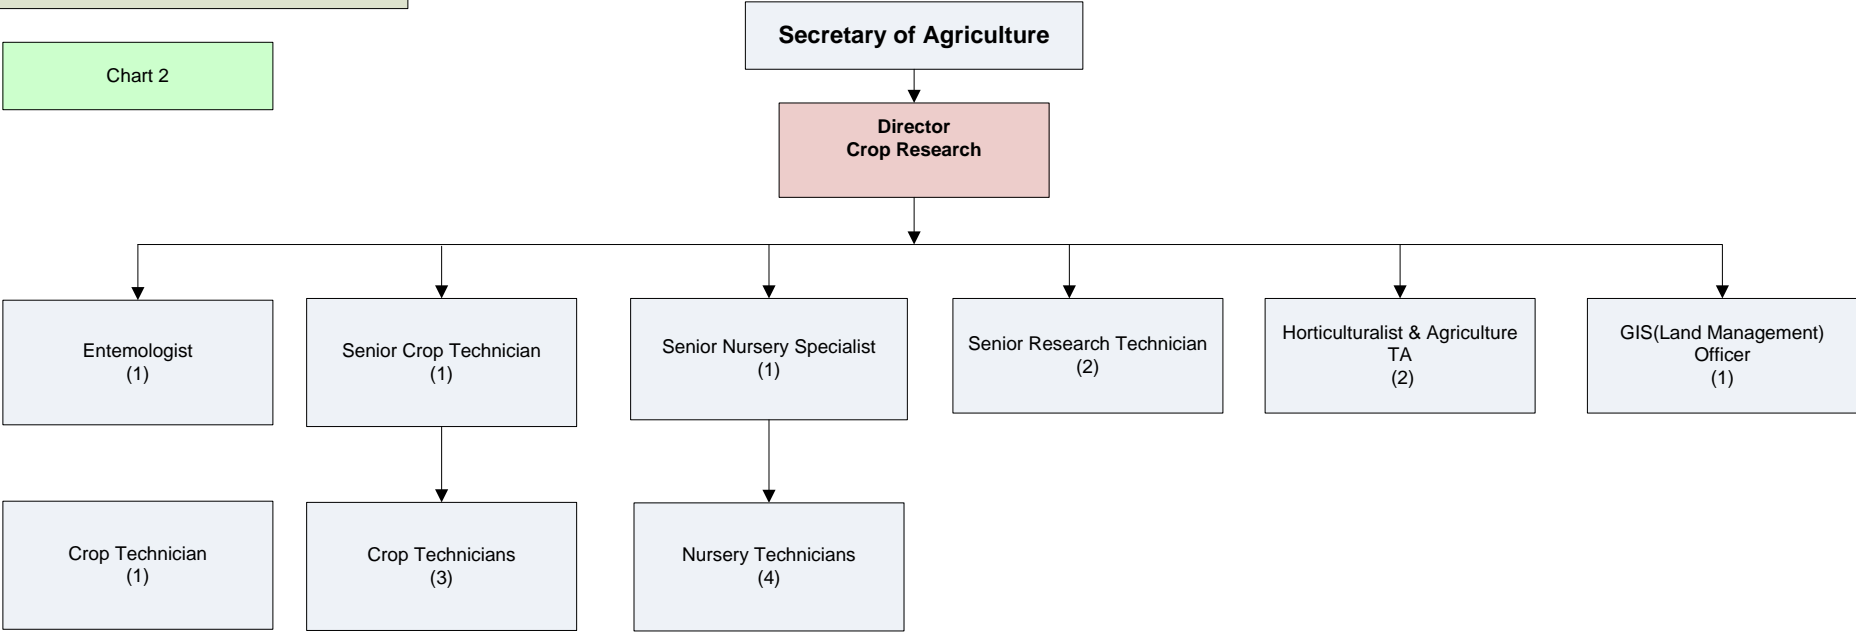 Secretary of Agriculture
Chart 2
Director
Crop Research
Entemologist
(1)
Senior Crop Technician
(1)
Senior Nursery Specialist
(1)
Senior Research Technician
(2)
Horticulturalist & Agriculture
TA
(2)
GIS(Land Management)
Officer
(1)
Crop Technician
(1)
Crop Technicians
(3)
Nursery Technicians
(4)